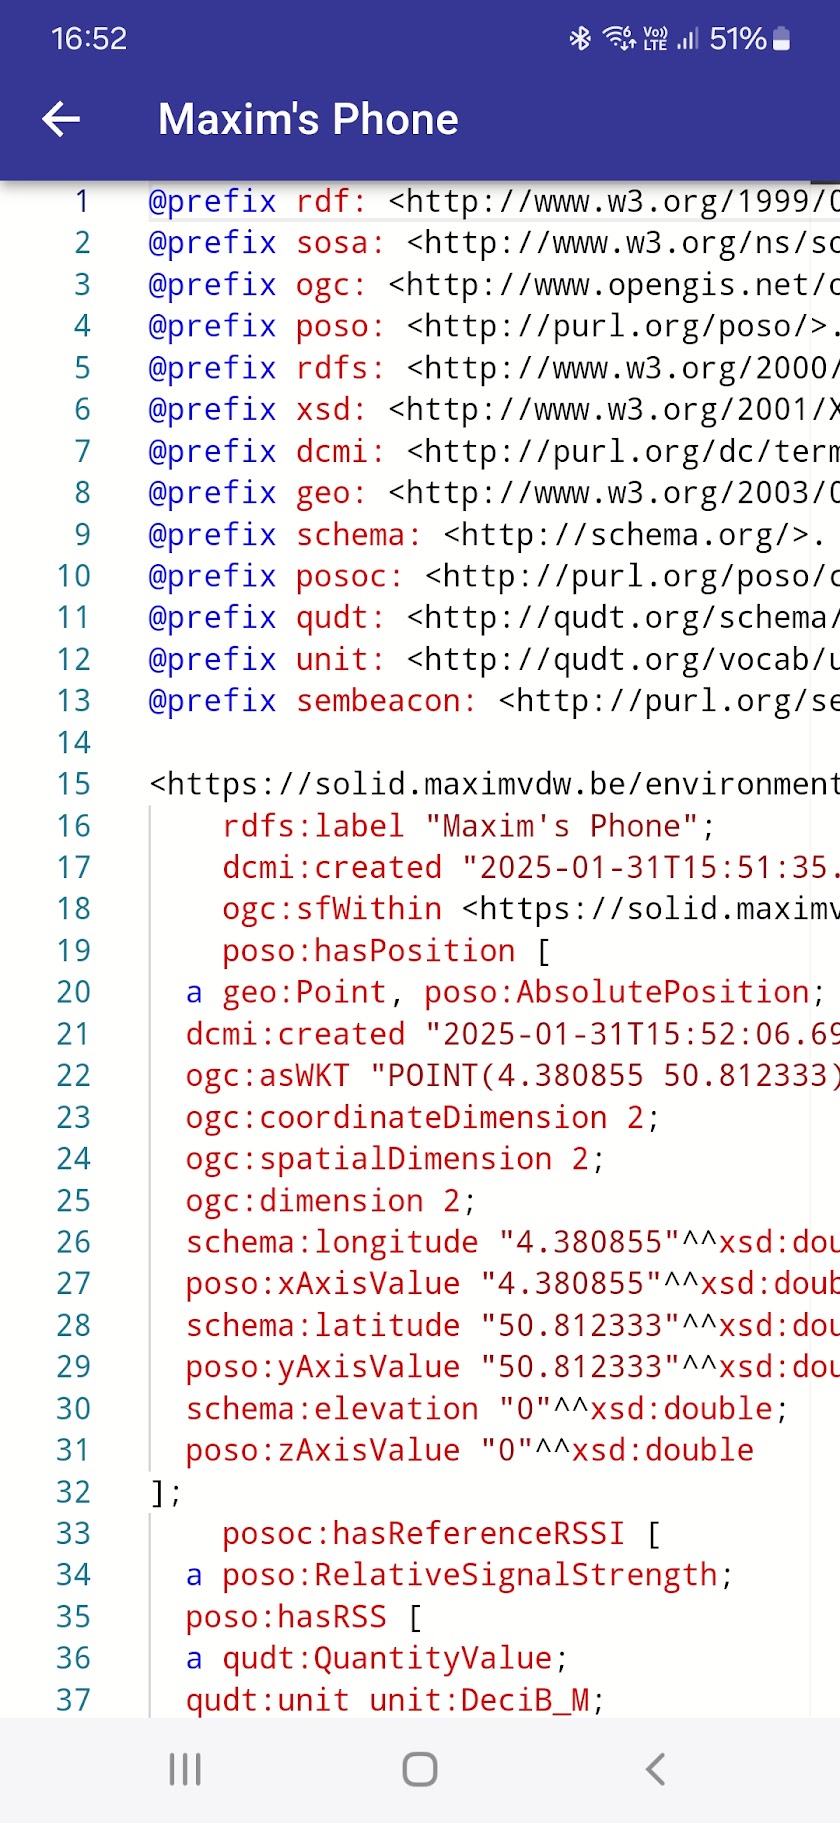 16:52
Vo)) LTE 51%
Maxim's Phone
1 @prefix rdf: <http://www.w3.org/1999/0
2 @prefix sosa: <http://www.w3.org/ns/so
3 @prefix ogc: <http://www.opengis.net/o
4 @prefix poso: <http://purl.org/poso/>.
5 @prefix rdfs: <http://www.w3.org/2000/
6 @prefix xsd: <http://www.w3.org/2001/X
7 @prefix dcmi: <http://purl.org/dc/term
8 @prefix geo: <http://www.w3.org/2003/0
9 @prefix schema: <http://schema.org/>.
10 @prefix posoc: <http://purl.org/poso/c
11 @prefix qudt: <http://qudt.org/schema/
12 @prefix unit: <http://qudt.org/vocab/u
13 @prefix sembeacon: <http://purl.org/se
14
15 <https://solid.maximvdw.be/environment
16 rdfs:label "Maxim's Phone";
17 dcmi:created "2025-01-31T15:51:35.
18 ogc:sfWithin <https://solid.maximv
19 poso:hasPosition [
20 a geo:Point, poso:AbsolutePosition;
21 dcmi:created "2025-01-31T15:52:06.69
22 ogc:asWKT "POINT(4.380855 50.812333)
23 ogc:coordinateDimension 2;
24 ogc:spatialDimension 2;
25 ogc:dimension 2;
26 schema:longitude "4.380855"^^xsd:dou
27 poso:xAxisValue "4.380855"^^xsd:doub
28 schema:latitude "50.812333"^^xsd:dou
29 poso:yAxisValue "50.812333"^^xsd:dou
30 schema:elevation "0"^^xsd:double;
31 poso:zAxisValue "0"^^xsd:double
32 ];
33 posoc:hasReferenceRSSI [
34 a poso:RelativeSignalStrength;
35 poso:hasRSS [
36 a qudt:QuantityValue;
37 qudt:unit unit:DeciB_M;